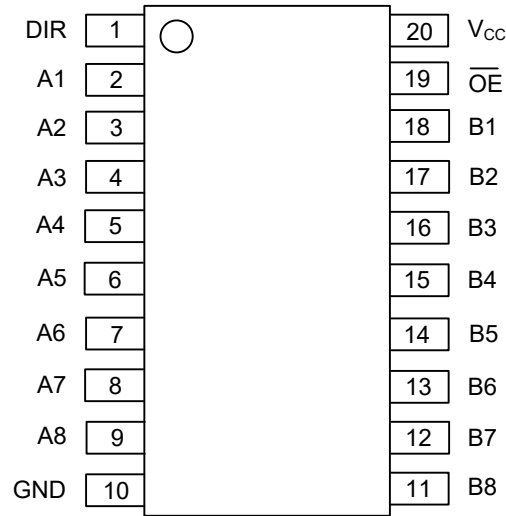 DIR 1 20 V_CC
A1 2 19 O̅E̅
A2 3 18 B1
A3 4 17 B2
A4 5 16 B3
A5 6 15 B4
A6 7 14 B5
A7 8 13 B6
A8 9 12 B7
GND 10 11 B8